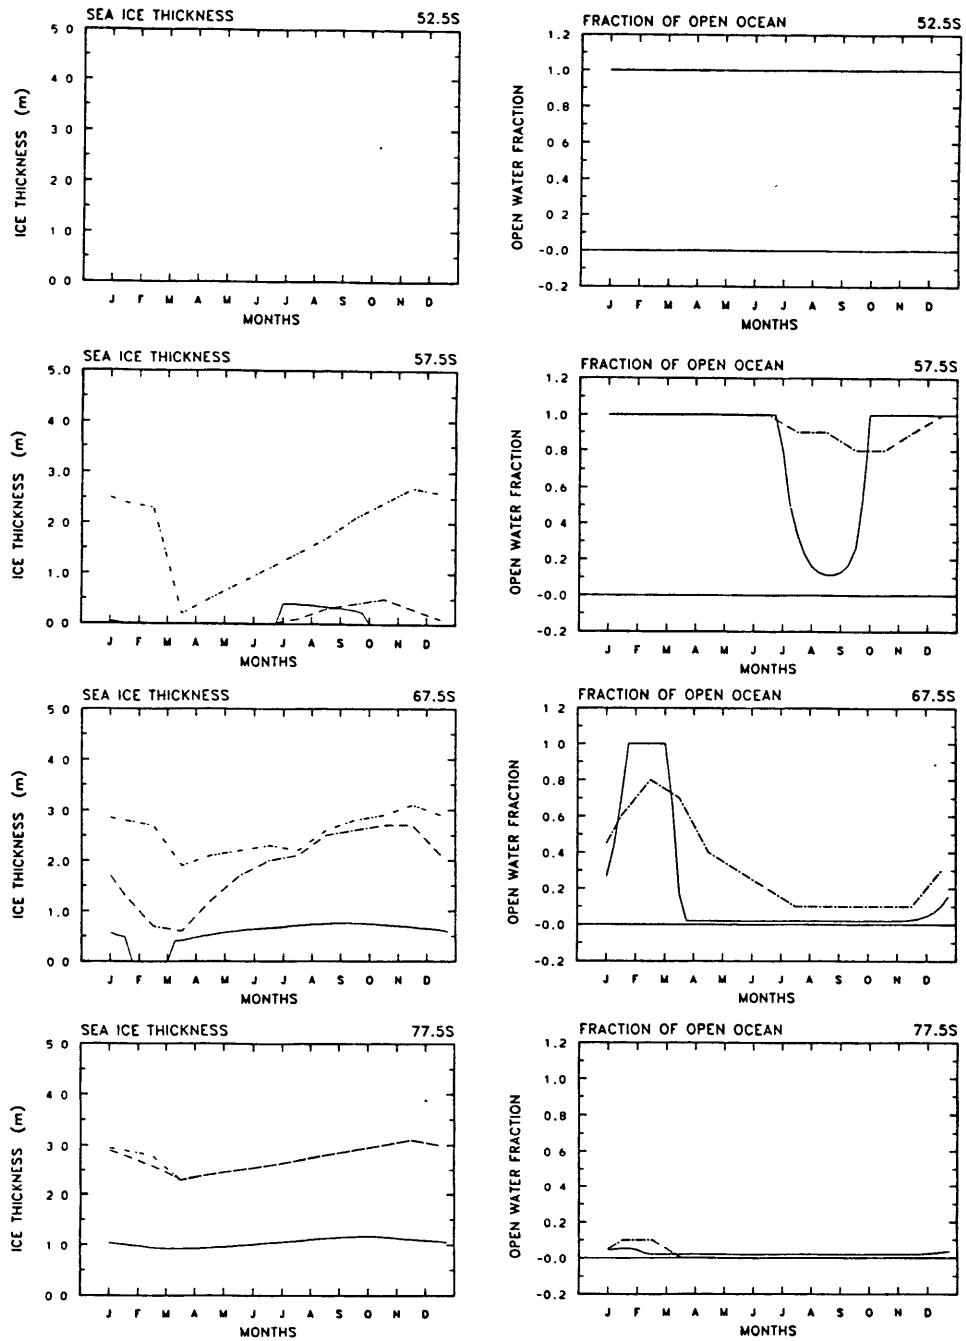 SEA ICE THICKNESS 52.5S
5 0
4 0
3 0
2 0
1 0
0 0
ICE THICKNESS (m)
J F M A M J J A S O N D
MONTHS
FRACTION OF OPEN OCEAN 52.5S
1.2
1.0
0.8
0.6
0.4
0.2
-0.0
-0.2
OPEN WATER FRACTION
J F M A M J J A S O N D
MONTHS
SEA ICE THICKNESS 57.5S
5.0
4.0
3.0
2 0
1.0
0 0
ICE THICKNESS (m)
J F M A M J J A S O N D
MONTHS
FRACTION OF OPEN OCEAN 57.5S
1.2
1.0
0.8
0.6
0.4
0.2
-0.0
-0.2
OPEN WATER FRACTION
J F M A M J J A S O N D
MONTHS
SEA ICE THICKNESS 67.5S
5 0
4 0
3 0
2 0
1 0
0 0
ICE THICKNESS (m)
J F M A M J J A S O N D
MONTHS
FRACTION OF OPEN OCEAN 67.5S
1 2
1 0
0.8
0.6
0.4
0.2
-0.0
-0.2
OPEN WATER FRACTION
J F M A M J J A S O N D
MONTHS
SEA ICE THICKNESS 77.5S
5 0
4 0
3 0
2 0
1 0
0 0
ICE THICKNESS (m)
J F M A M J J A S O N D
MONTHS
FRACTION OF OPEN OCEAN 77.5S
1.2
1.0
0.8
0.6
0.4
0.2
-0.0
-0.2
OPEN WATER FRACTION
J F M A M J J A S O N D
MONTHS